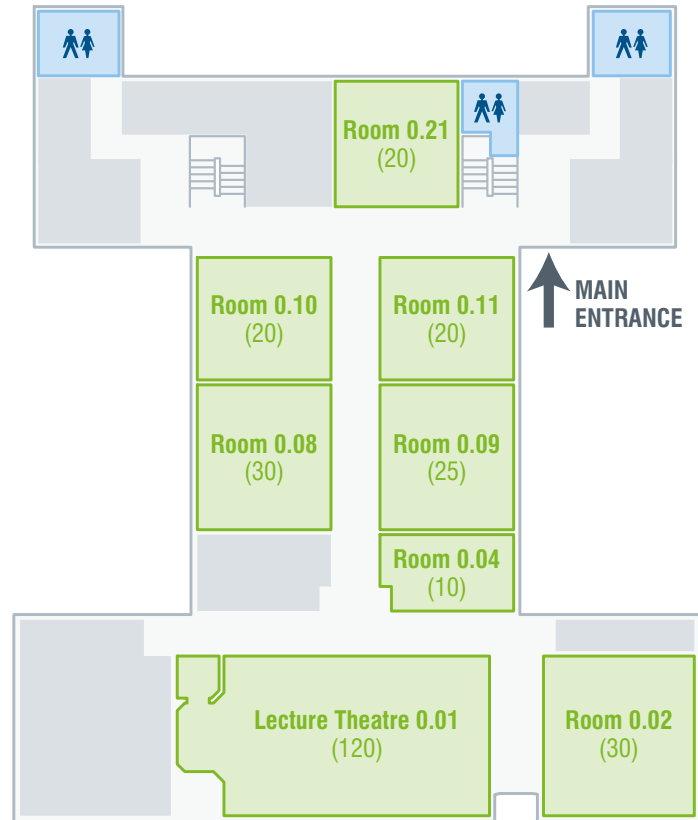 Room 0.21
(20)
Room 0.10
(20)
Room 0.11
(20)
MAIN
ENTRANCE
Room 0.08
(30)
Room 0.09
(25)
Room 0.04
(10)
Lecture Theatre 0.01
(120)
Room 0.02
(30)